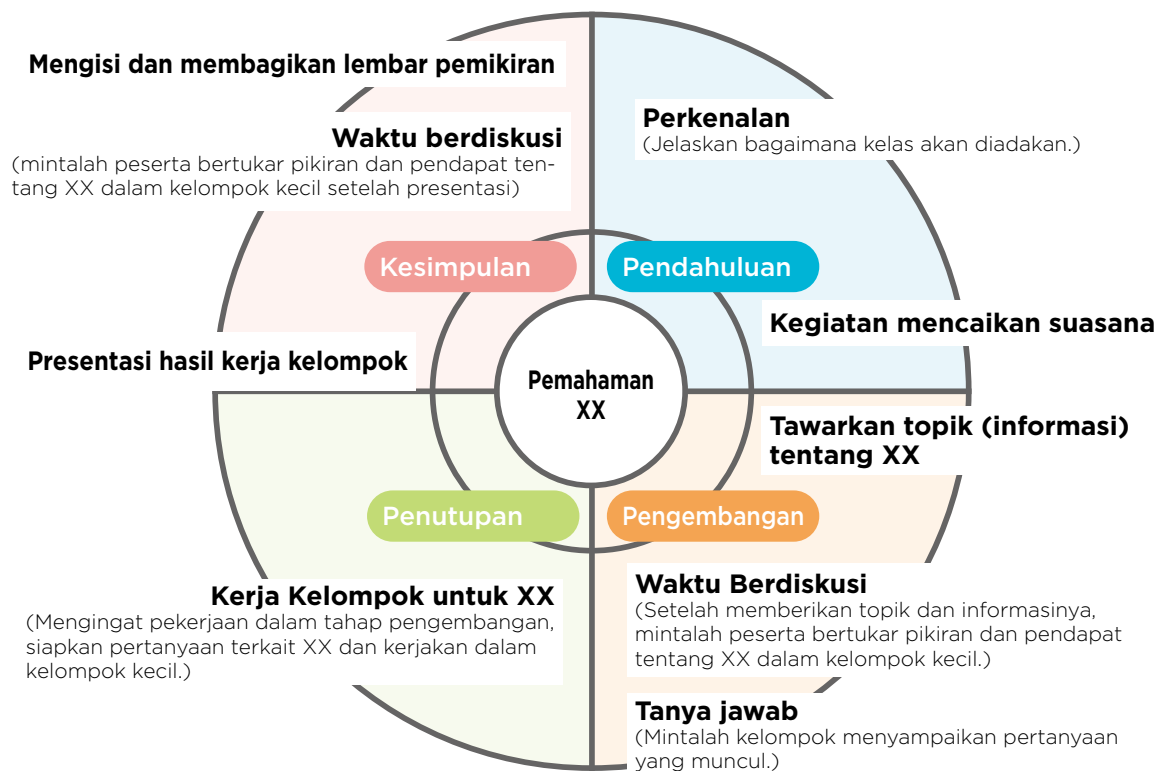 Mengisi dan membagikan lembar pemikiran
Waktu berdiskusi
(mintalah peserta bertukar pikiran dan pendapat ten-
tang XX dalam kelompok kecil setelah presentasi)
Kesimpulan
Presentasi hasil kerja kelompok
Perkenalan
(Jelaskan bagaimana kelas akan diadakan.)
Pendahuluan
Kegiatan mencaikan suasana
Pemahaman
XX
Tawarkan topik (informasi)
tentang XX
Pengembangan
Waktu Berdiskusi
(Setelah memberikan topik dan informasinya,
mintalah peserta bertukar pikiran dan pendapat
tentang XX dalam kelompok kecil.)
Tanya jawab
(Mintalah kelompok menyampaikan pertanyaan
yang muncul.)
Penutupan
Kerja Kelompok untuk XX
(Mengingat pekerjaan dalam tahap pengembangan,
siapkan pertanyaan terkait XX dan kerjakan dalam
kelompok kecil.)